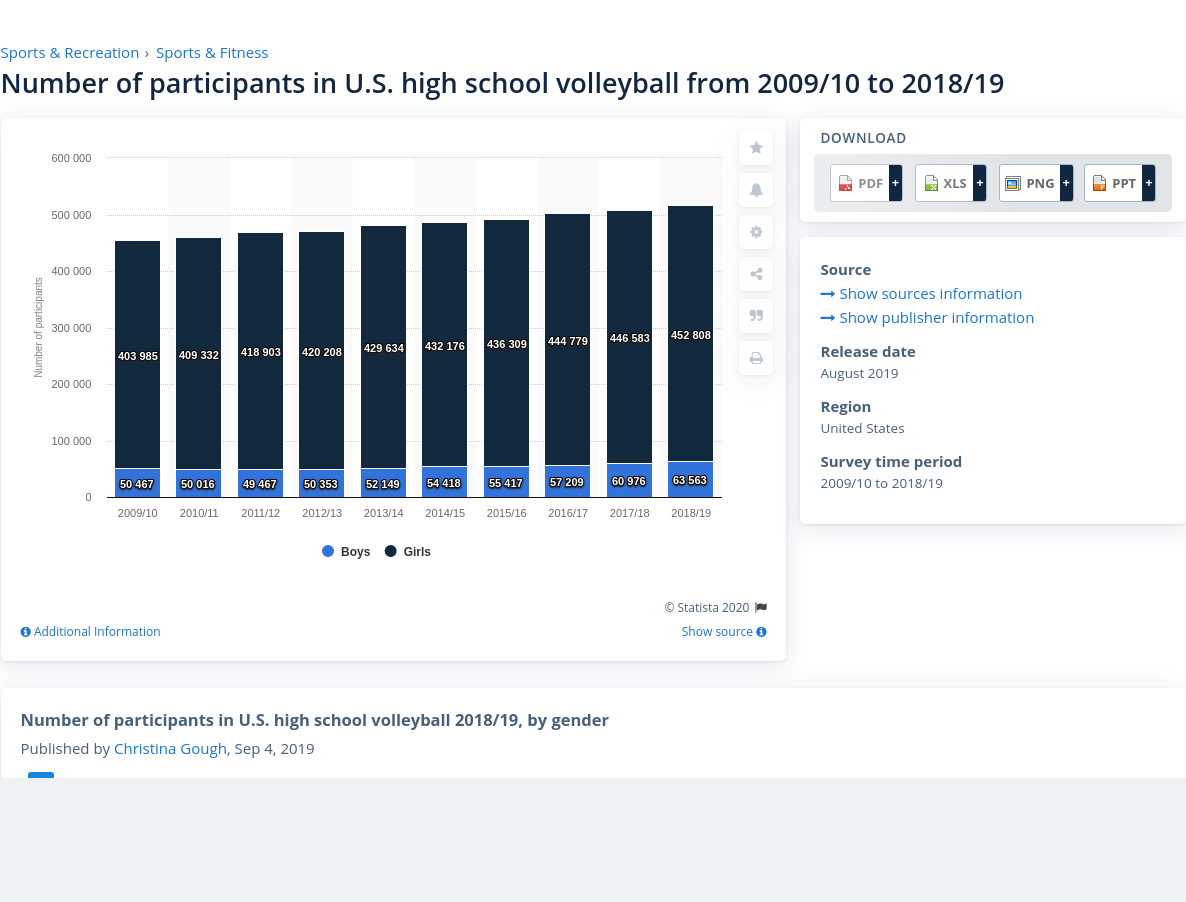 Sports & Recreation › Sports & Fitness
Number of participants in U.S. high school volleyball from 2009/10 to 2018/19
600 000
500 000
400 000
300 000
200 000
100 000
0
Number of participants
403 985 409 332 418 903 420 208 429 634 432 176 436 309 444 779 446 583 452 808
50 467 50 016 49 467 50 353 52 149 54 418 55 417 57 209 60 976 63 563
2009/10 2010/11 2011/12 2012/13 2013/14 2014/15 2015/16 2016/17 2017/18 2018/19
Boys Girls
© Statista 2020
Additional Information Show source
DOWNLOAD
PDF + XLS + PNG + PPT +
Source
Show sources information
Show publisher information
Release date
August 2019
Region
United States
Survey time period
2009/10 to 2018/19
Number of participants in U.S. high school volleyball 2018/19, by gender
Published by Christina Gough, Sep 4, 2019